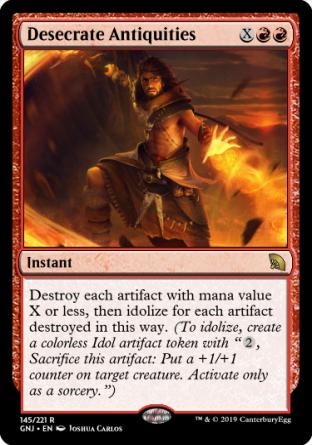 Desecrate Antiquities XRR
Instant
Destroy each artifact with mana value
X or less, then idolize for each artifact
destroyed in this way. (To idolize, create
a colorless Idol artifact token with “2,
Sacrifice this artifact: Put a +1/+1
counter on target creature. Activate only
as a sorcery.”)
145/221 R
GNJ • EN Joshua Carlos
™ & © 2019 CanterburyEgg